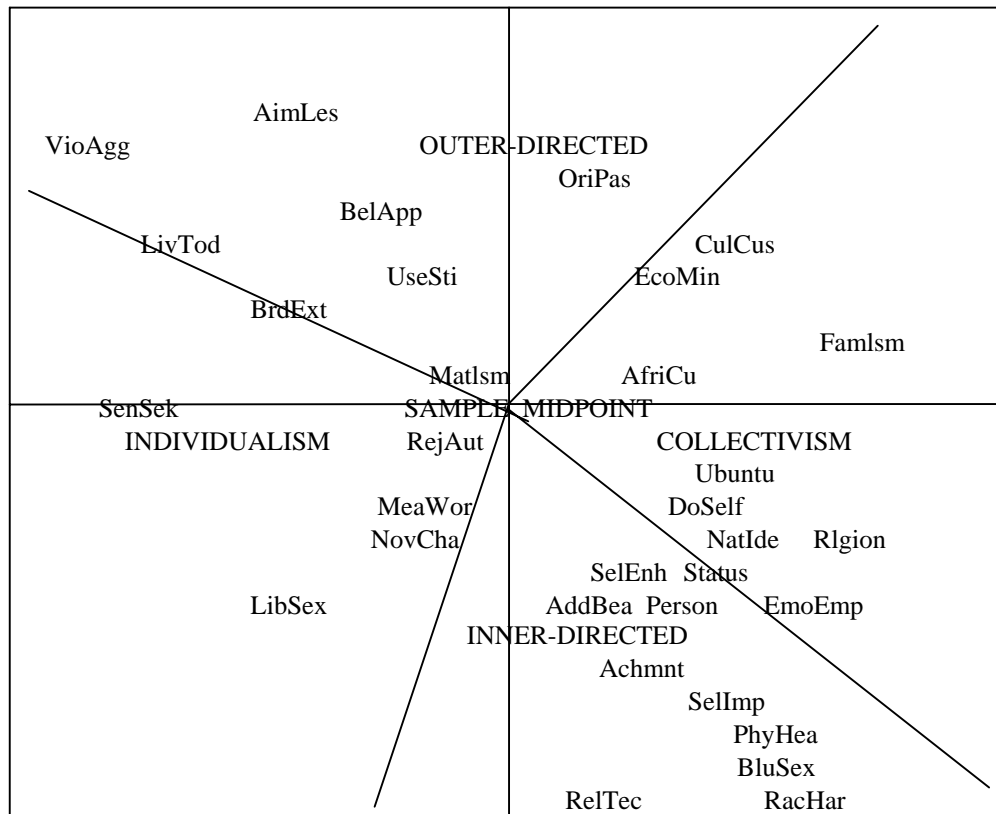 AimLes
VioAgg OUTER-DIRECTED
OriPas
BelApp
LivTod CulCus
UseSti EcoMin
BrdExt
Famlsm
Matlsm AfriCu
SenSek SAMPLE MIDPOINT
INDIVIDUALISM RejAut COLLECTIVISM
Ubuntu
MeaWor DoSelf
NovCha NatIde Rlgion
SelEnh Status
LibSex AddBea Person EmoEmp
INNER-DIRECTED
Achmnt
SelImp
PhyHea
BluSex
RelTec RacHar